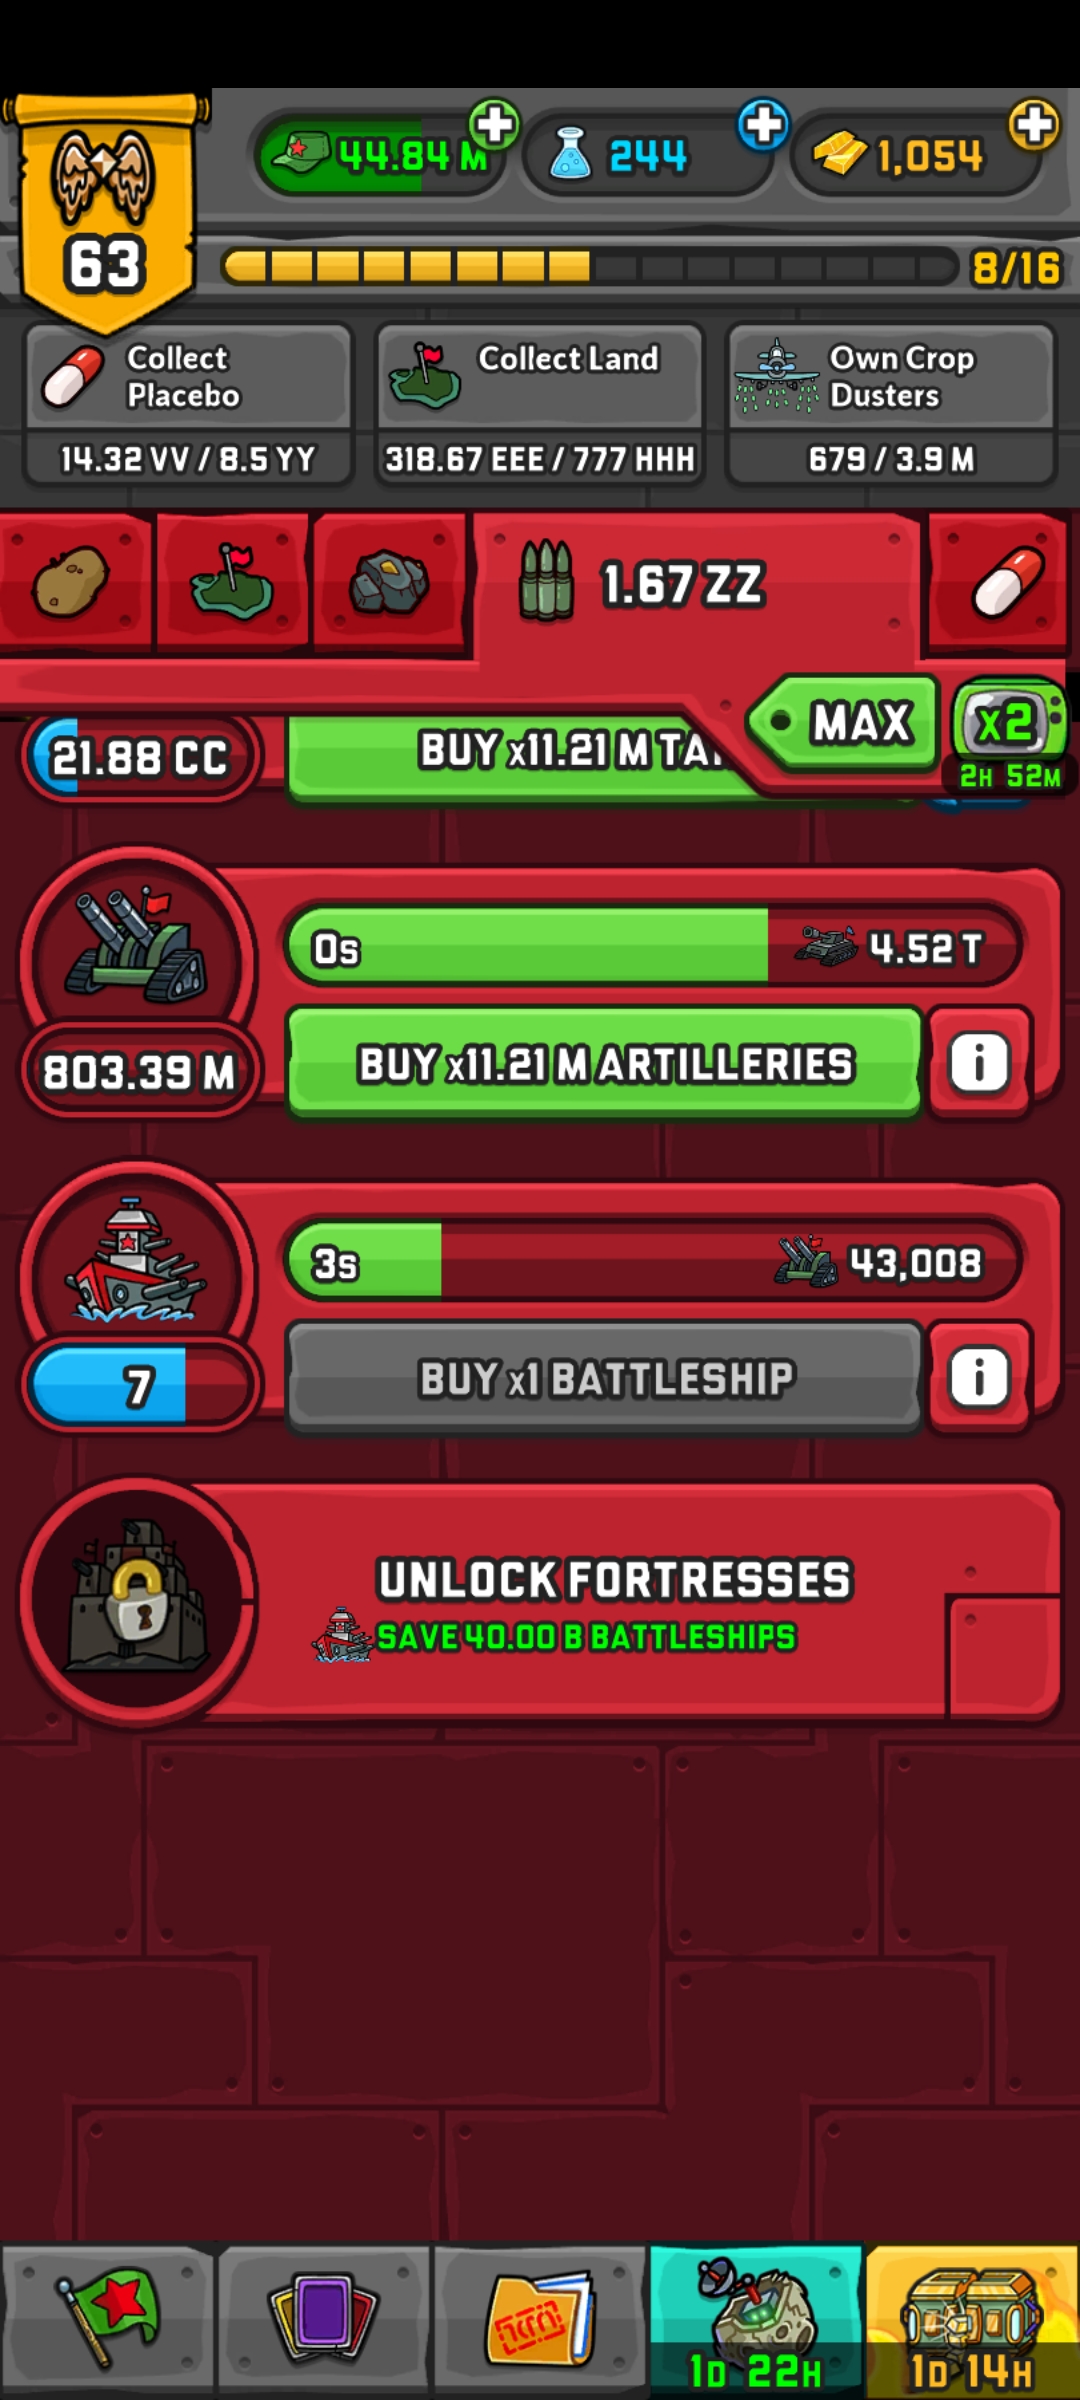 63
44.84 M
244
1,054
8/16
Collect
Placebo
14.32 VV / 8.5 YY
Collect Land
318.67 EEE / 777 HHH
Own Crop
Dusters
679 / 3.9 M
1.67 ZZ
MAX
x2
2H 52M
21.88 CC
BUY x11.21 M
0s
4.52 T
803.39 M
BUY x11.21 M ARTILLERIES
i
3s
43,008
7
BUY x1 BATTLESHIP
i
UNLOCK FORTRESSES
SAVE 40.00 B BATTLESHIPS
1D 22H
1D 14H